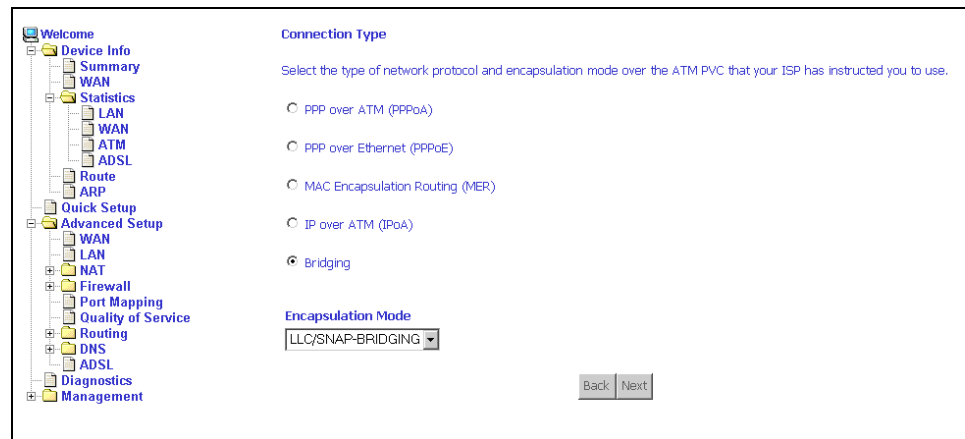 Welcome
Device Info
Summary
WAN
Statistics
LAN
WAN
ATM
ADSL
Route
ARP
Quick Setup
Advanced Setup
WAN
LAN
NAT
Firewall
Port Mapping
Quality of Service
Routing
DNS
ADSL
Diagnostics
Management
Connection Type
Select the type of network protocol and encapsulation mode over the ATM PVC that your ISP has instructed you to use.
PPP over ATM (PPPoA)
PPP over Ethernet (PPPoE)
MAC Encapsulation Routing (MER)
IP over ATM (IPoA)
Bridging
Encapsulation Mode
LLC/SNAP-BRIDGING
Back Next